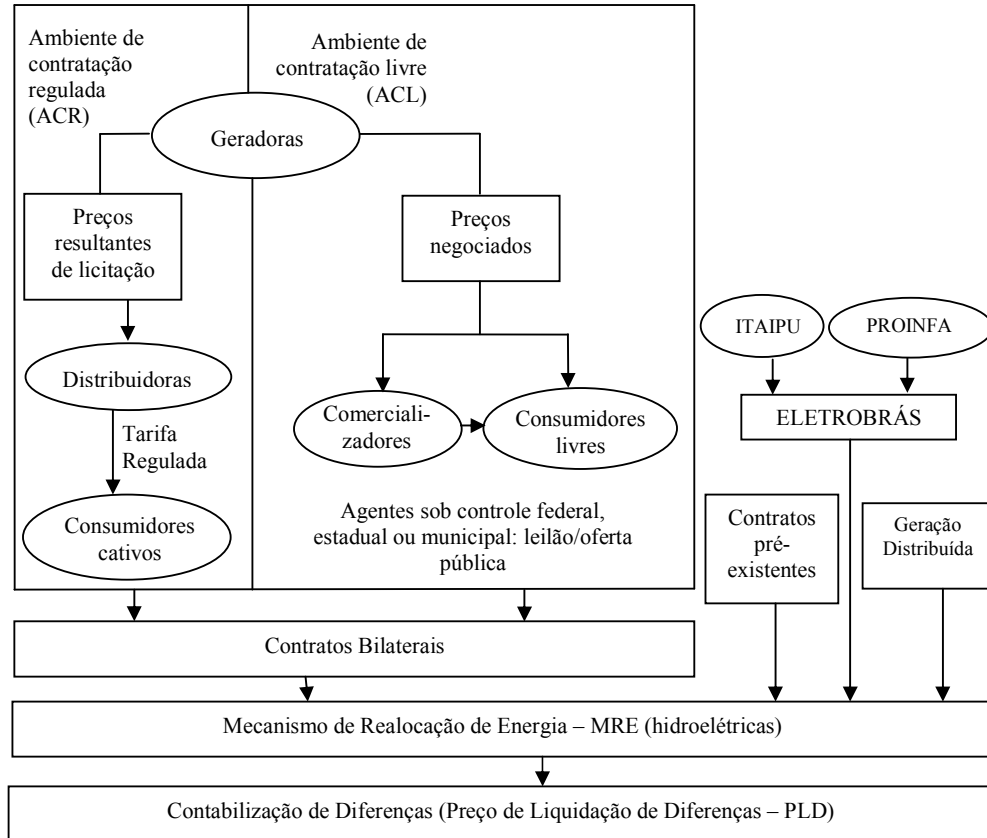 Ambiente de
contratação
regulada
(ACR)
Ambiente de
contratação livre
(ACL)
Geradoras
Preços
resultantes
de licitação
Preços
negociados
Distribuidoras
Tarifa
Regulada
Consumidores
cativos
Comerciali-
zadores
Consumidores
livres
Agentes sob controle federal,
estadual ou municipal: leilão/oferta
pública
ITAIPU
PROINFA
ELETROBRÁS
Contratos
pré-
existentes
Geração
Distribuída
Contratos Bilaterais
Mecanismo de Realocação de Energia – MRE (hidroelétricas)
Contabilização de Diferenças (Preço de Liquidação de Diferenças – PLD)